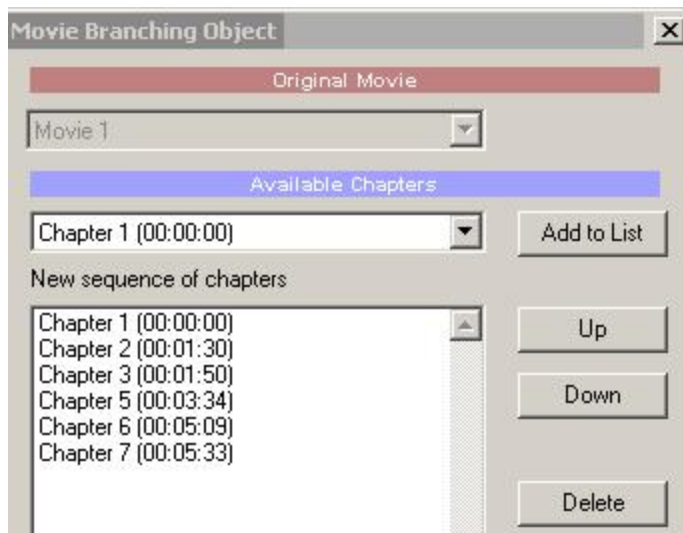 Movie Branching Object
Original Movie
Movie 1
Available Chapters
Chapter 1 (00:00:00)
Add to List
New sequence of chapters
Chapter 1 (00:00:00)
Chapter 2 (00:01:30)
Chapter 3 (00:01:50)
Chapter 5 (00:03:34)
Chapter 6 (00:05:09)
Chapter 7 (00:05:33)
Up
Down
Delete